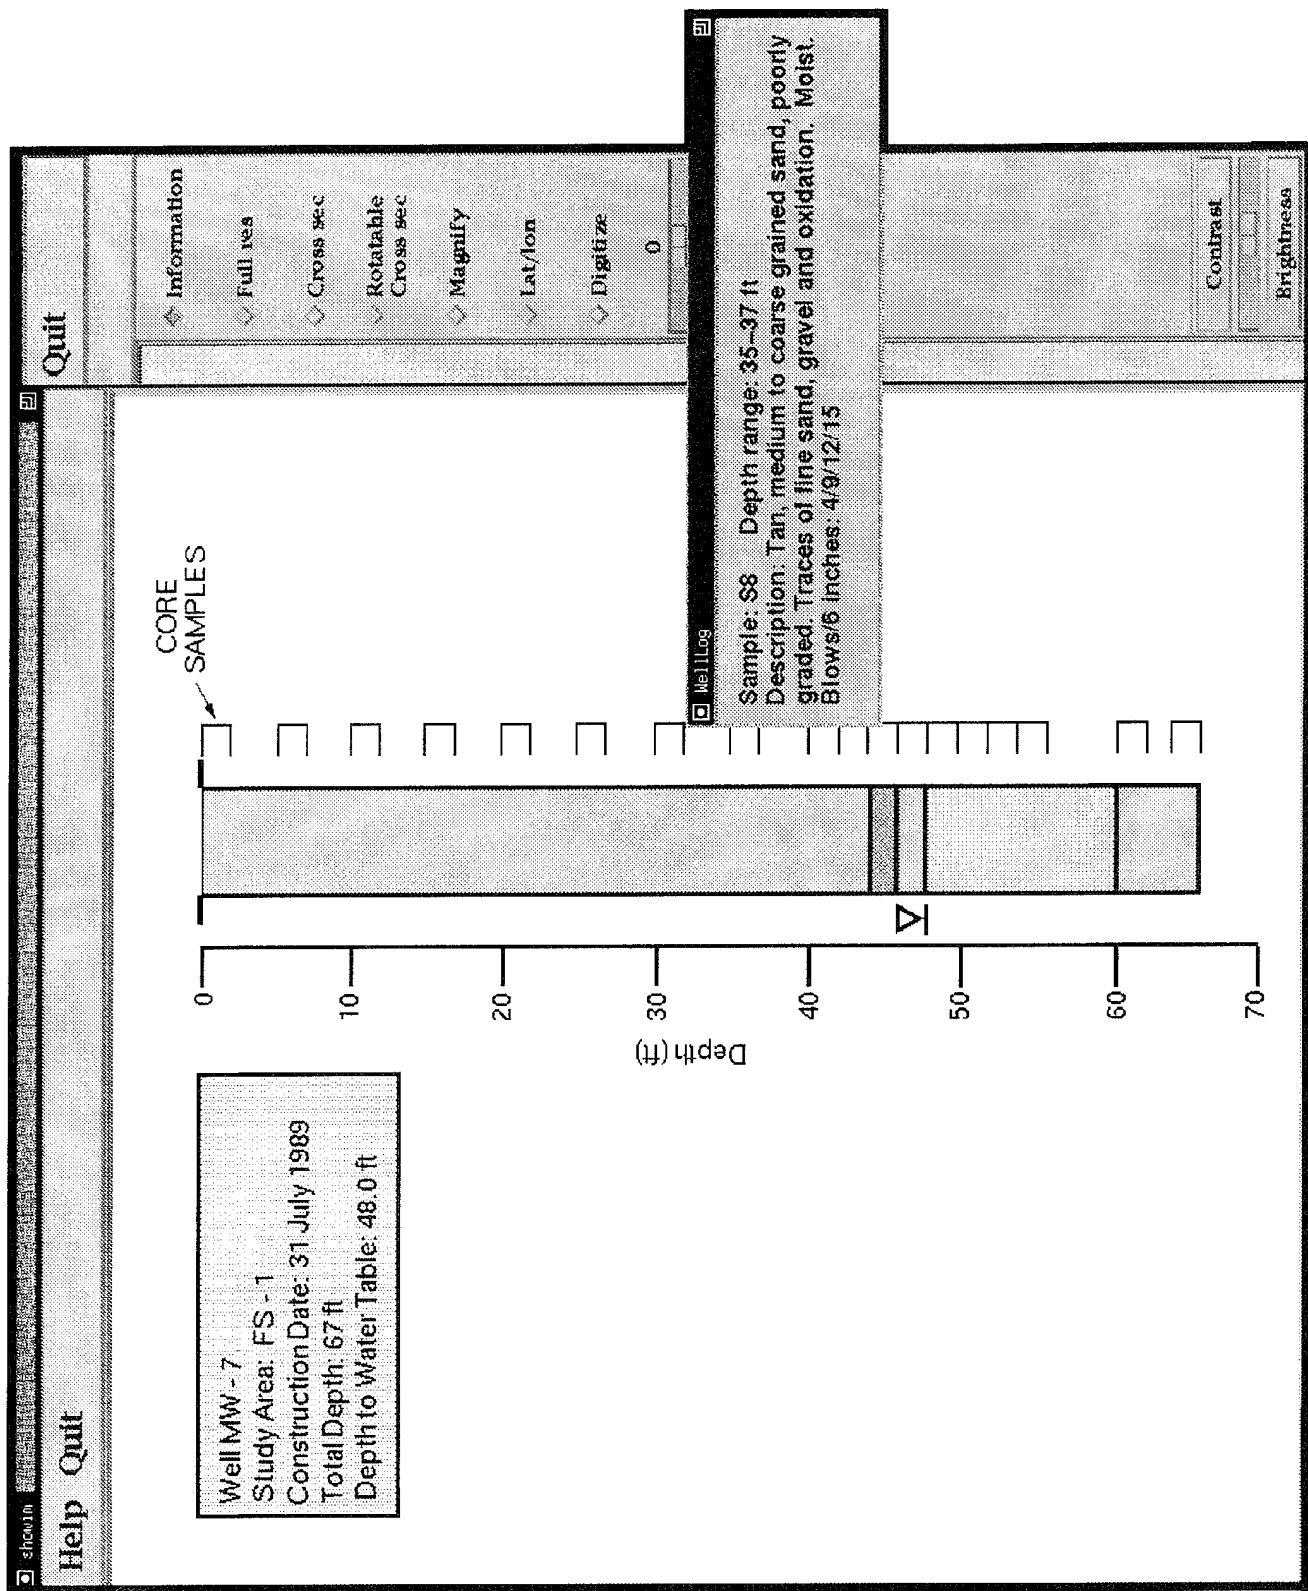 showim
Help Quit
Quit
Information
Full res
Cross sec
Rotatable
Cross sec
Magnify
Lat/lon
Digitize
0
Contrast
Brightness
Well MW - 7
Study Area: FS - 1
Construction Date: 31 July 1989
Total Depth: 67 ft
Depth to Water Table: 48.0 ft
Depth (ft)
0
10
20
30
40
50
60
70
CORE
SAMPLES
WellLog
Sample: S8 Depth range: 35–37 ft
Description: Tan, medium to coarse grained sand, poorly
graded. Traces of fine sand, gravel and oxidation. Moist.
Blows/6 inches: 4/9/12/15